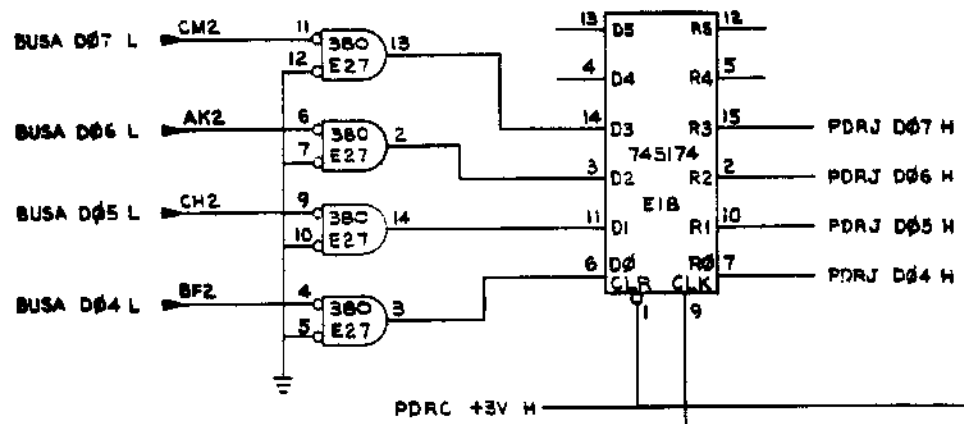 13 D5 R5 12
BUSA DØ7 L CM2 11 380 13
12 E27
4 D4 R4 5
BUSA DØ6 L AK2 6 380 2
7 E27
14 D3 R3 15 PDRJ DØ7 H
74S174
3 D2 R2 2 PDRJ DØ6 H
BUSA DØ5 L CH2 9 380 14
10 E27
E18
11 D1 R1 10 PDRJ DØ5 H
6 DØ RØ 7 PDRJ DØ4 H
CLR CLK
1 9
BUSA DØ4 L BF2 4 380 3
5 E27
PDRC +3V H